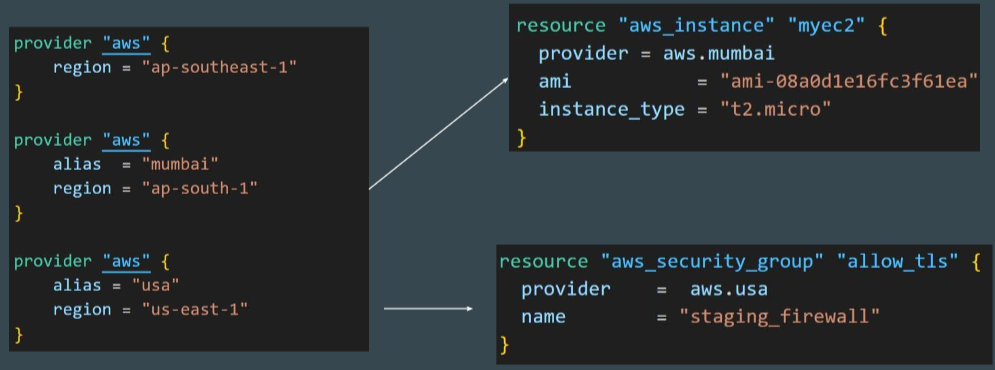 provider "aws" {
    region = "ap-southeast-1"
}
provider "aws" {
    alias  = "mumbai"
    region = "ap-south-1"
}
provider "aws" {
    alias = "usa"
    region = "us-east-1"
}
resource "aws_instance" "myec2" {
  provider = aws.mumbai
  ami           = "ami-08a0d1e16fc3f61ea"
  instance_type = "t2.micro"
}
resource "aws_security_group" "allow_tls" {
  provider    =  aws.usa
  name        = "staging_firewall"
}